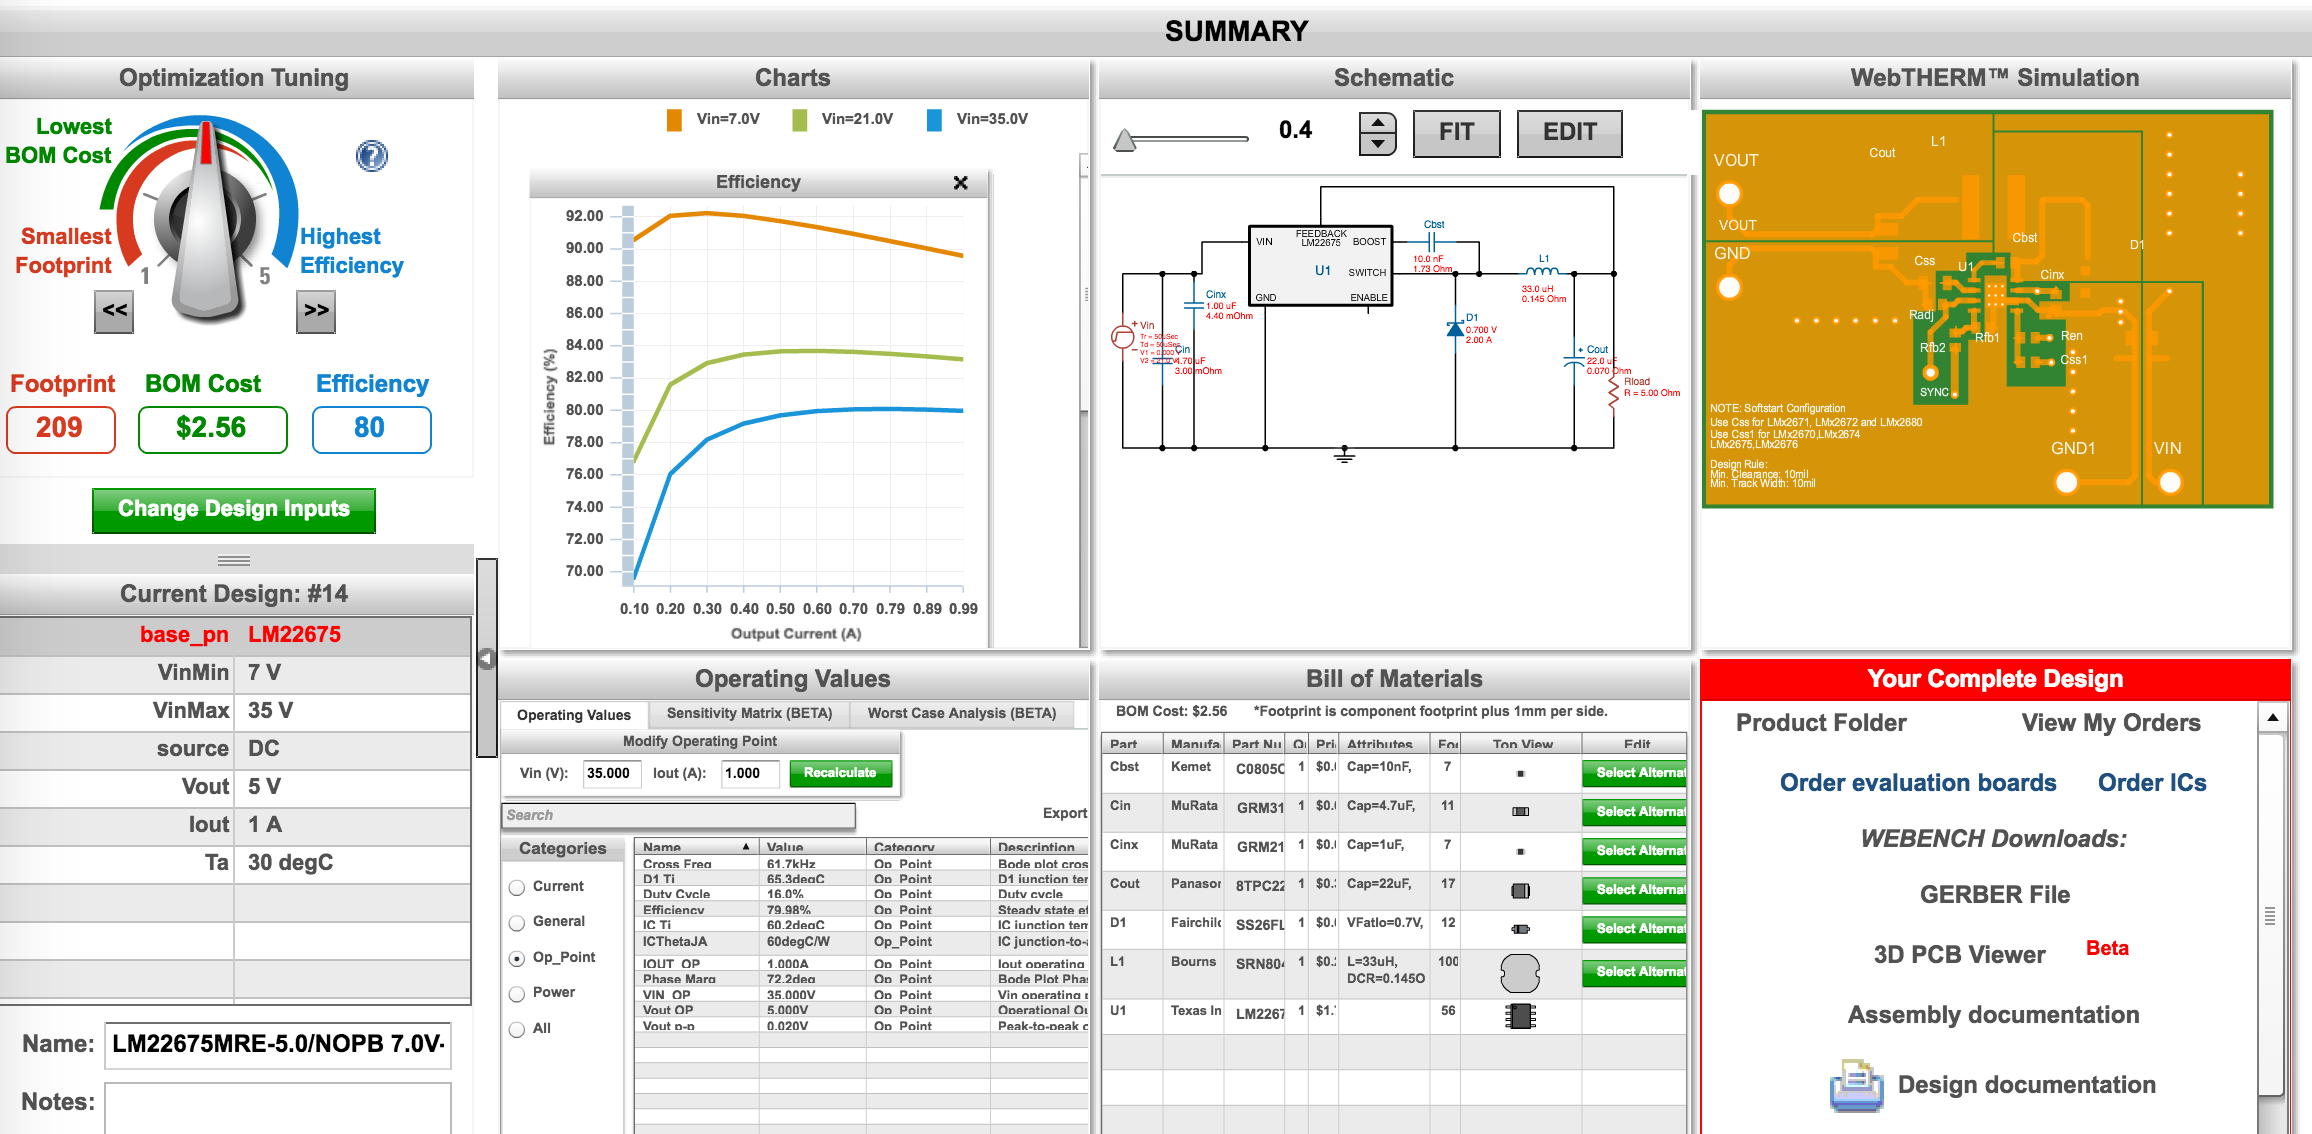 SUMMARY
Optimization Tuning
Lowest
BOM Cost
Smallest
Footprint
Highest
Efficiency
1
5
<<
>>
Footprint BOM Cost Efficiency
209 $2.56 80
Change Design Inputs
Current Design: #14
base_pn LM22675
VinMin 7 V
VinMax 35 V
source DC
Vout 5 V
Iout 1 A
Ta 30 degC
Name: LM22675MRE-5.0/NOPB 7.0V-
Notes:
Charts
Vin=7.0V Vin=21.0V Vin=35.0V
Efficiency
92.00
90.00
88.00
86.00
84.00
82.00
80.00
78.00
76.00
74.00
72.00
70.00
Efficiency (%)
0.10 0.20 0.30 0.40 0.50 0.60 0.70 0.79 0.89 0.99
Output Current (A)
Schematic
0.4 FIT EDIT
FEEDBACK
LM22675
VIN BOOST
U1 SWITCH
GND ENABLE
Cbst
10.0 nF
1.73 Ohm
L1
33.0 uH
0.145 Ohm
Cinx
1.00 uF
4.40 mOhm
Vin
Cin
4.70 uF
3.00 mOhm
D1
0.700 V
2.00 A
Cout
22.0 uF
0.070 Ohm
Rload
R = 5.00 Ohm
WebTHERM™ Simulation
L1
Cout
VOUT
VOUT
GND
Cbst
D1
Css
U1
Cinx
Radj
Rfb2
Rfb1
Ren
Css1
SYNC
NOTE: Softstart Configuration
Use Css for LMx2671, LMx2672 and LMx2680
Use Css1 for LMx2670,LMx2674
LMx2675,LMx2676
Design Rule:
Min. Clearance: 10mil
Min. Track Width: 10mil
GND1 VIN
Operating Values
Operating Values Sensitivity Matrix (BETA) Worst Case Analysis (BETA)
Modify Operating Point
Vin (V): 35.000 Iout (A): 1.000 Recalculate
Search
Export
Categories
Current
General
Op_Point
Power
All
Name Value Category Description
Cross Freq 61.7kHz Op_Point Bode plot cros
D1 Tj 65.3degC Op_Point D1 junction ter
Duty Cycle 16.0% Op_Point Duty cycle
Efficiency 79.98% Op_Point Steady state ef
IC Tj 60.2degC Op_Point IC junction tem
ICThetaJA 60degC/W Op_Point IC junction-to-
IOUT_OP 1.000A Op_Point Iout operating
Phase Marg 72.2deg Op_Point Bode Plot Pha
VIN_OP 35.000V Op_Point Vin operating
Vout OP 5.000V Op_Point Operational Ou
Vout p-p 0.020V Op_Point Peak-to-peak
Bill of Materials
BOM Cost: $2.56 *Footprint is component footprint plus 1mm per side.
Part Manufa Part Nu Attributes Top View Edit
Cbst Kemet C0805C 1 Cap=10nF, 7 Select Alternat
Cin MuRata GRM31 1 Cap=4.7uF, 11 Select Alternat
Cinx MuRata GRM21 1 Cap=1uF, 7 Select Alternat
Cout Panasor 8TPC22 1 Cap=22uF, 17 Select Alternat
D1 Fairchild SS26FL 1 VFatIo=0.7V, 12 Select Alternat
L1 Bourns SRN804 1 L=33uH, 100 Select Alternat
DCR=0.145O
U1 Texas In LM2267 1 56
Your Complete Design
Product Folder View My Orders
Order evaluation boards Order ICs
WEBENCH Downloads:
GERBER File
3D PCB Viewer Beta
Assembly documentation
Design documentation